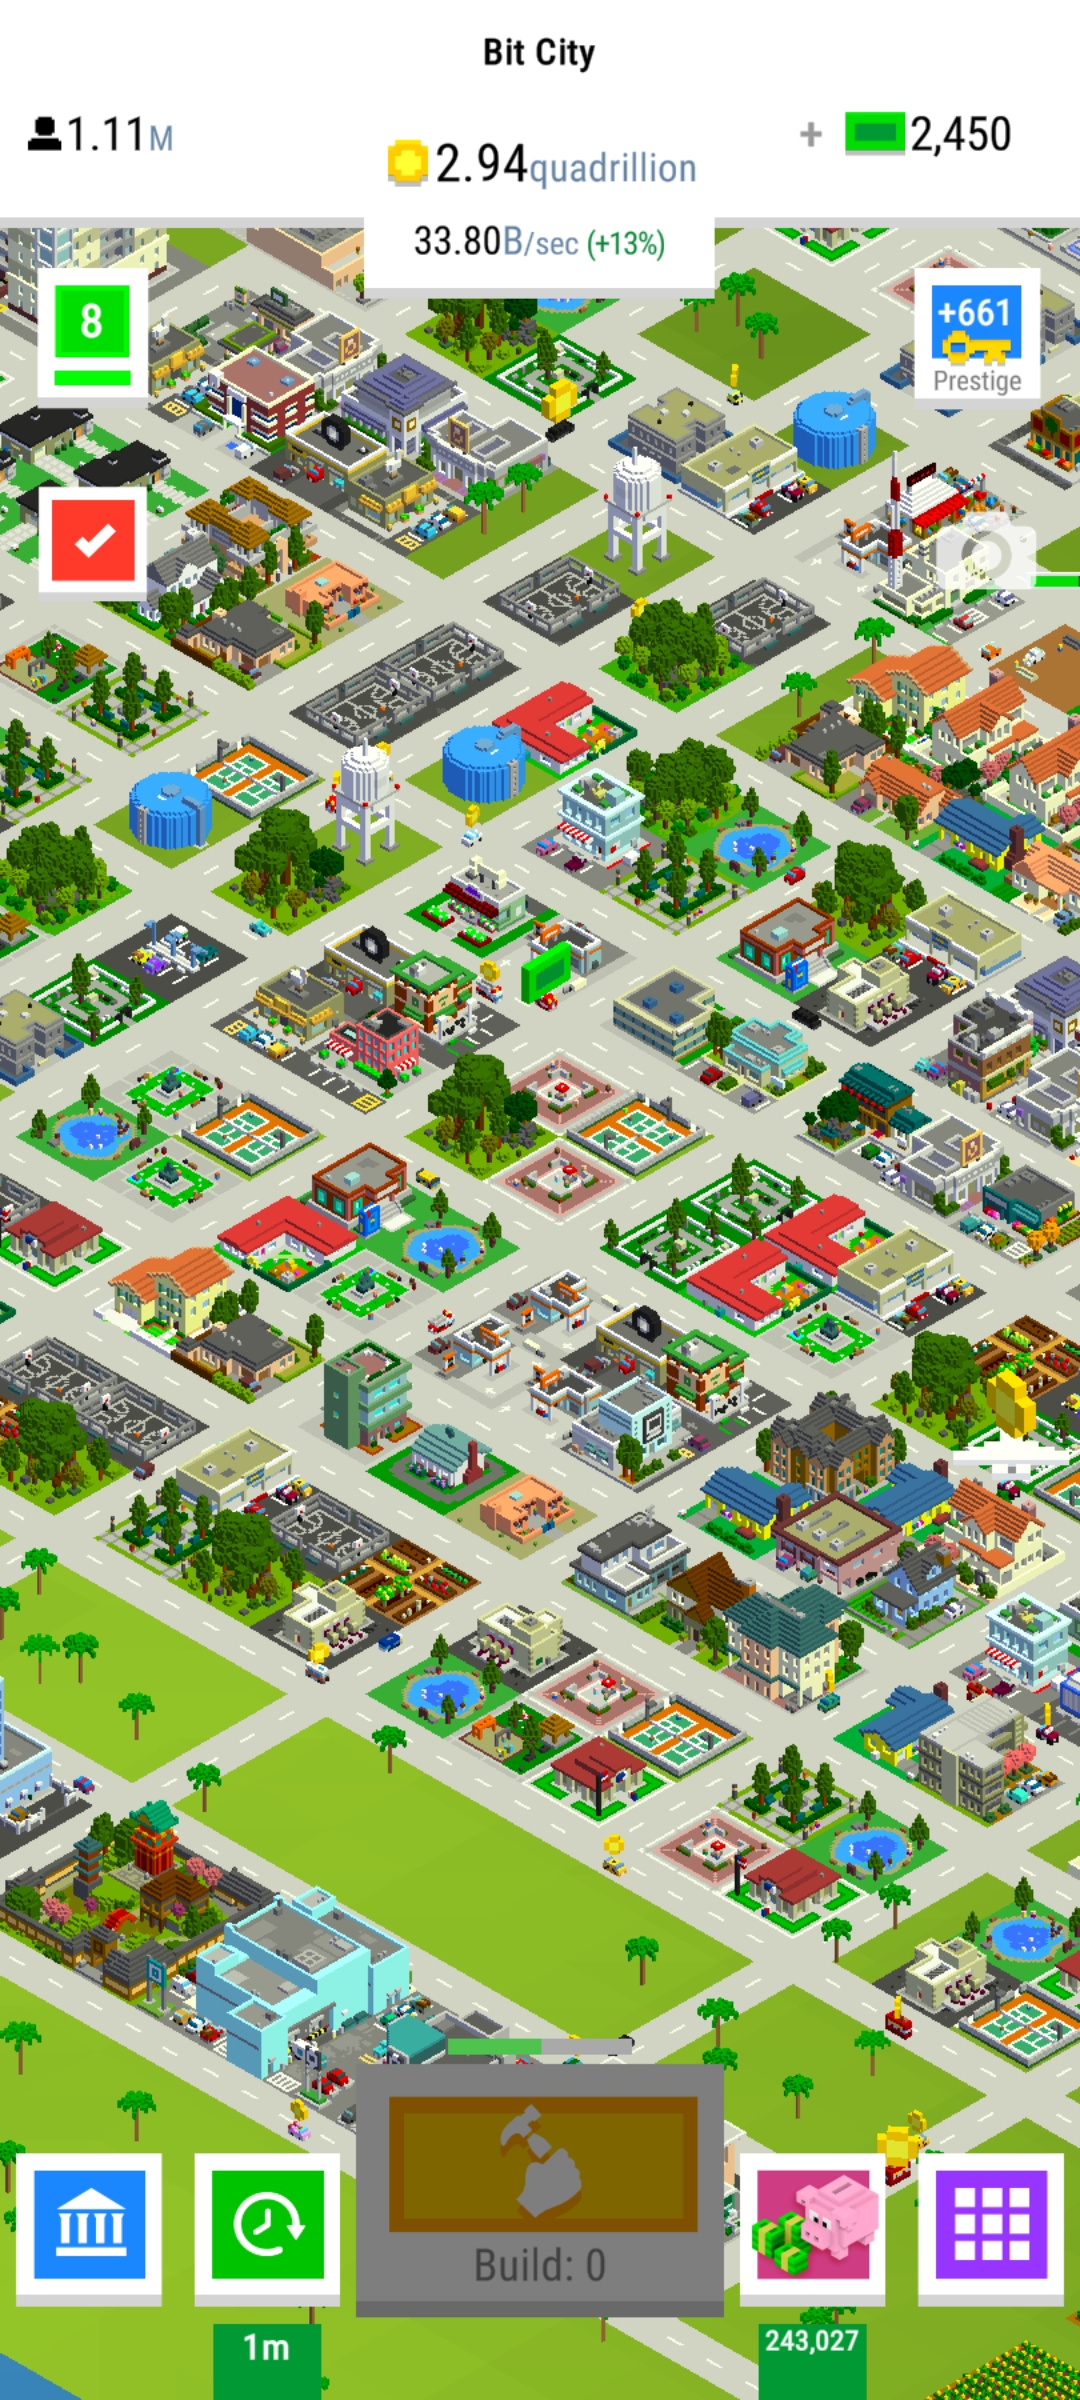 Bit City
1.11M
2.94quadrillion
+ 2,450
33.80B/sec (+13%)
8
+661
Prestige
Build: 0
1m
243,027